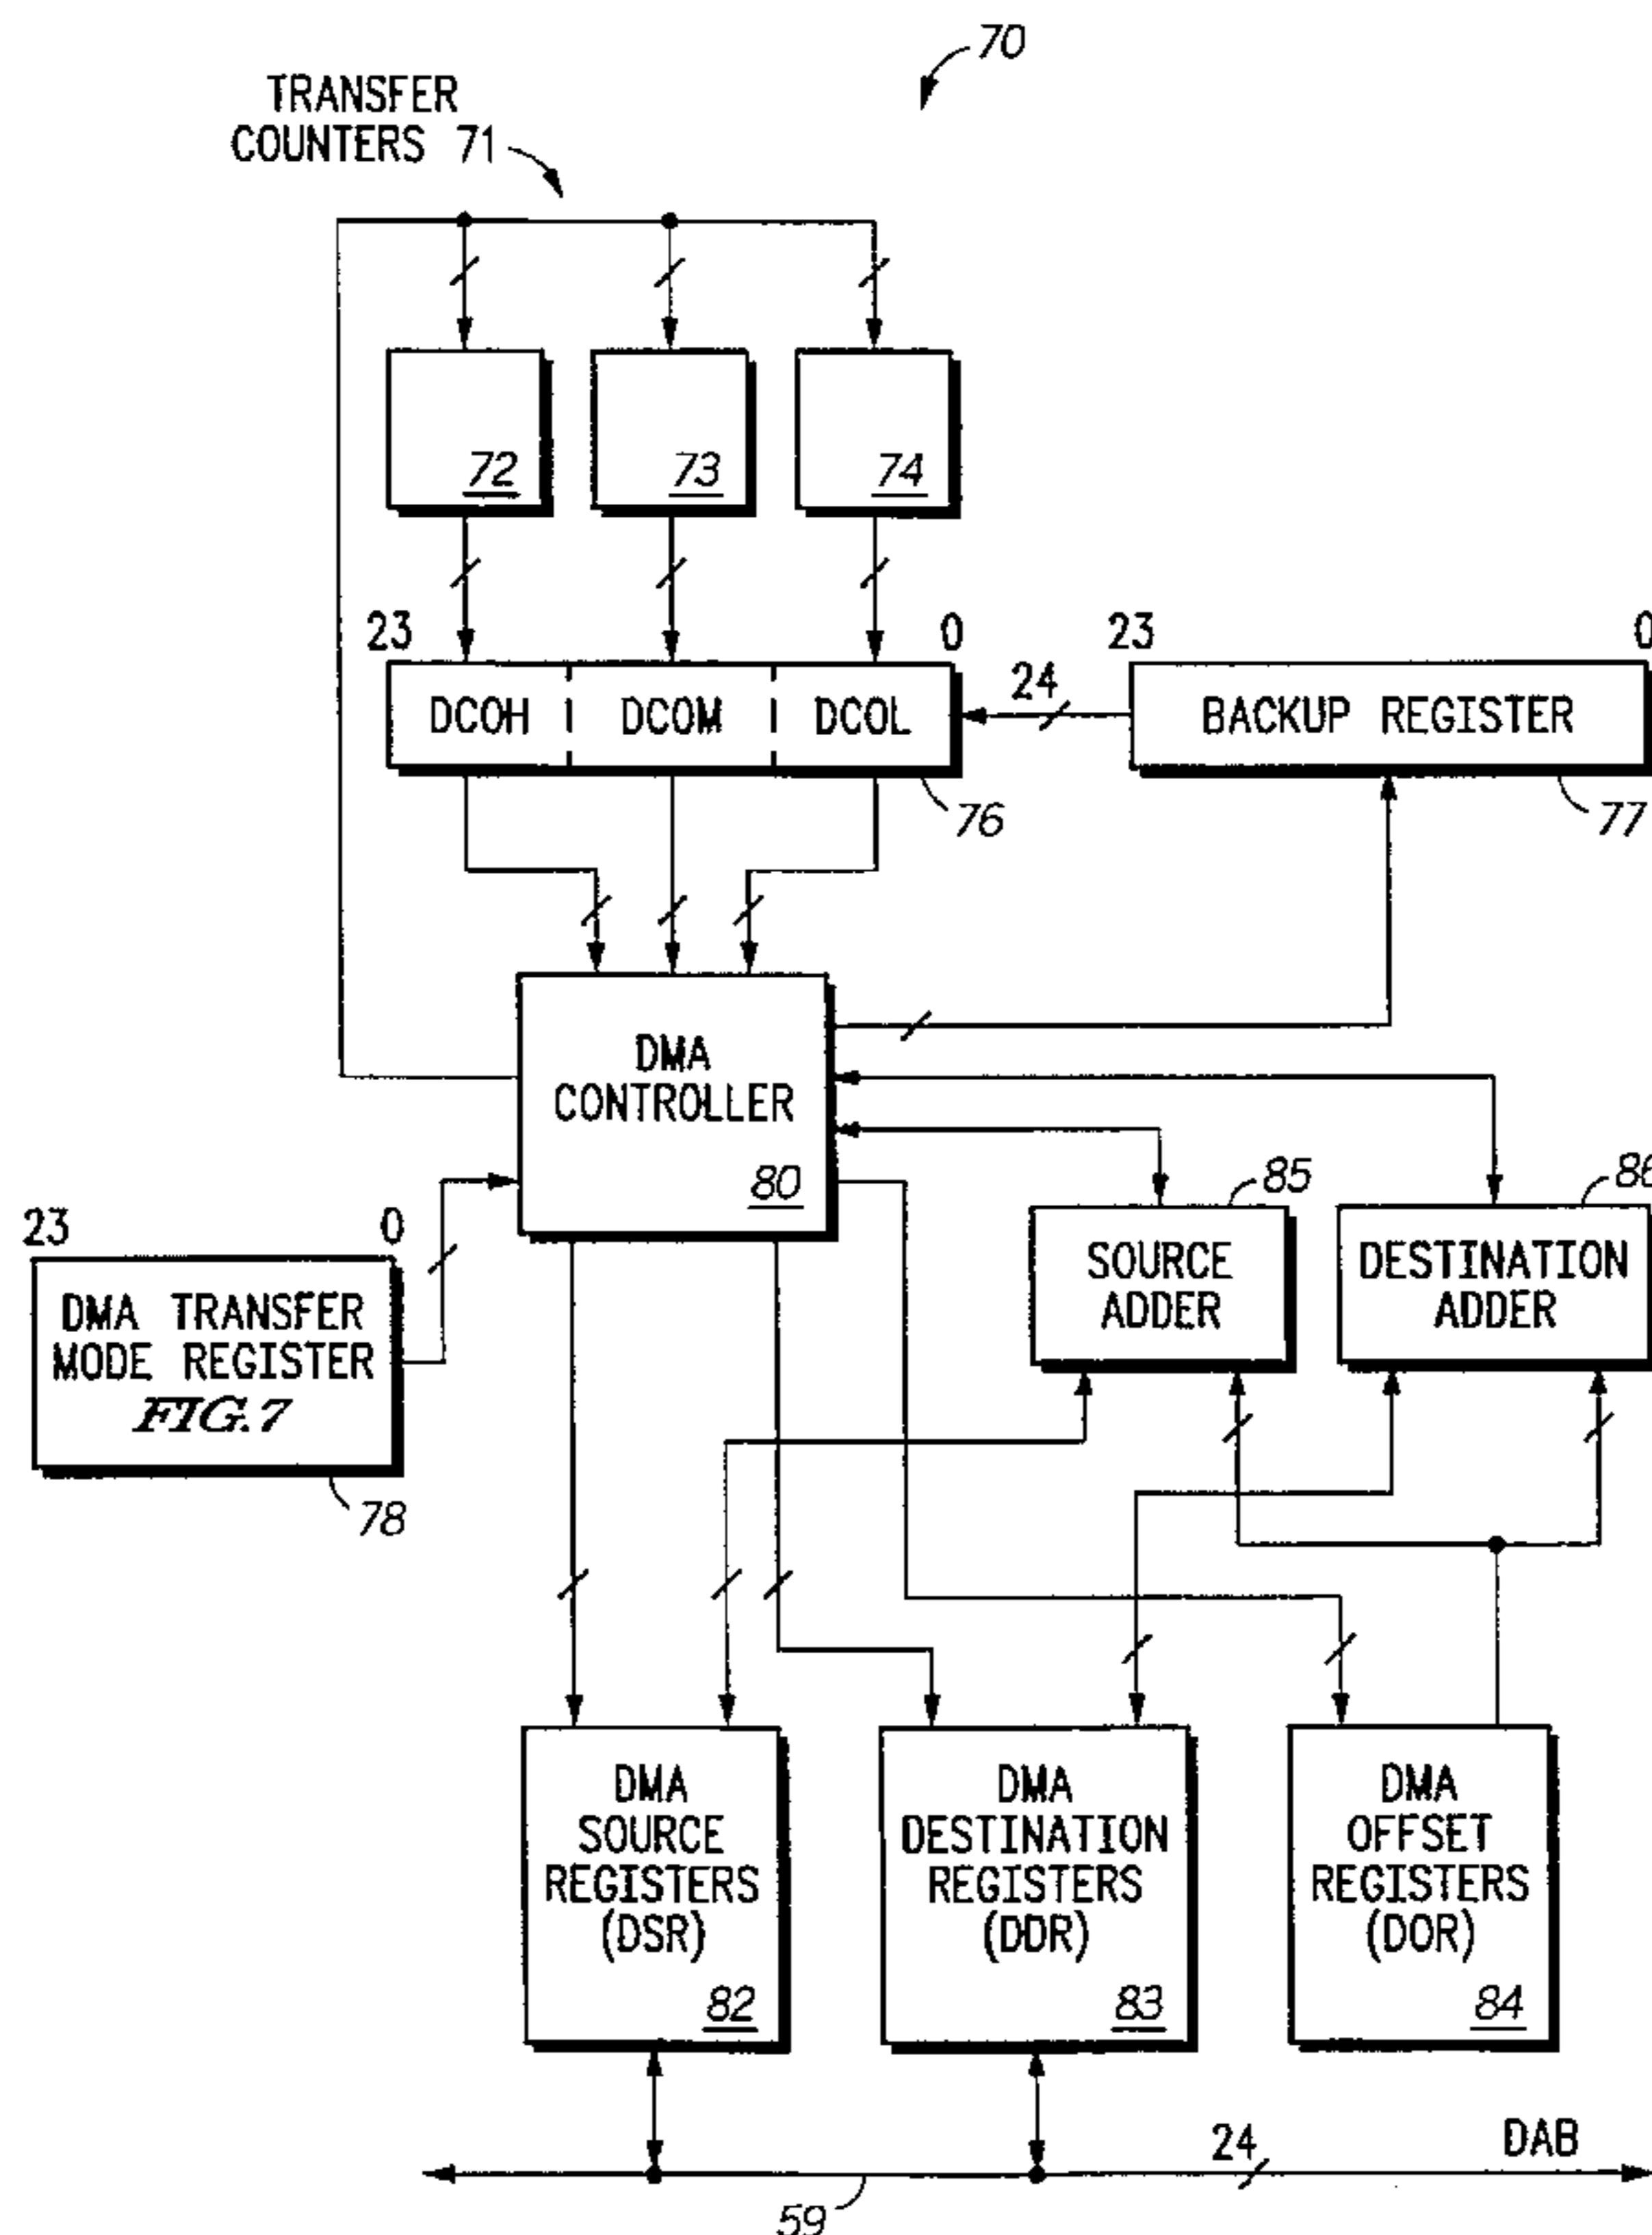 70
TRANSFER
COUNTERS 71
72
73
74
23
0
23
0
DCOH
DCOM
DCOL
24
BACKUP REGISTER
76
77
DMA
CONTROLLER
80
85
86
23
0
SOURCE
ADDER
DESTINATION
ADDER
DMA TRANSFER
MODE REGISTER
FIG.7
78
DMA
SOURCE
REGISTERS
(DSR)
82
DMA
DESTINATION
REGISTERS
(DDR)
83
DMA
OFFSET
REGISTERS
(DOR)
84
24
DAB
59